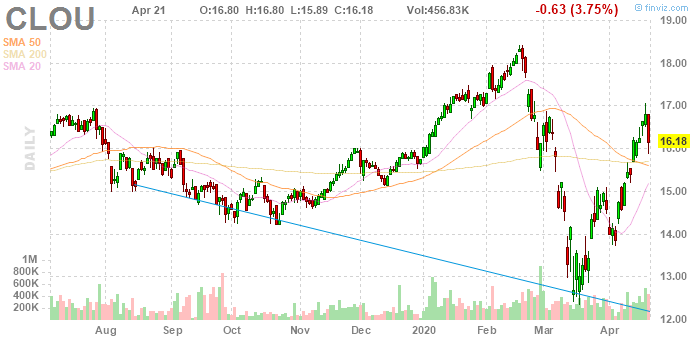 CLOU Apr 21 O:16.80 H:16.80 L:15.89 C:16.18 Vol:456.83K -0.63 (3.75%) © finviz.com
SMA 50
SMA 200
SMA 20
DAILY
19.00
18.00
17.00
16.18
16.00
15.00
14.00
13.00
12.00
1M
800K
600K
400K
200K
Aug Sep Oct Nov Dec 2020 Feb Mar Apr